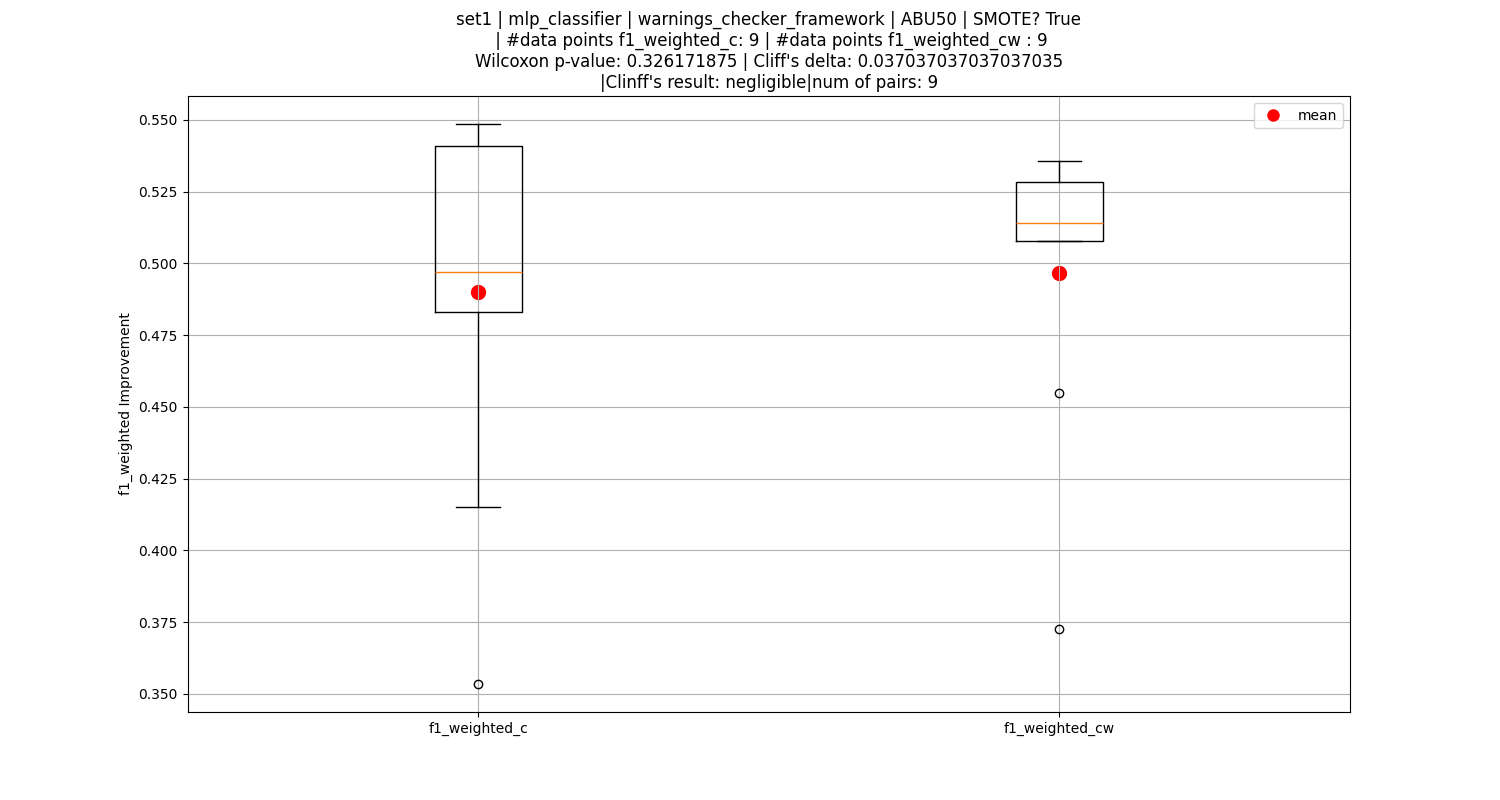 set1 | mlp_classifier | warnings_checker_framework | ABU50 | SMOTE? True
| #data points f1_weighted_c: 9 | #data points f1_weighted_cw : 9
Wilcoxon p-value: 0.326171875 | Cliff's delta: 0.037037037037037035
|Clinff's result: negligible|num of pairs: 9
mean
f1_weighted Improvement
0.550
0.525
0.500
0.475
0.450
0.425
0.400
0.375
0.350
f1_weighted_c
f1_weighted_cw